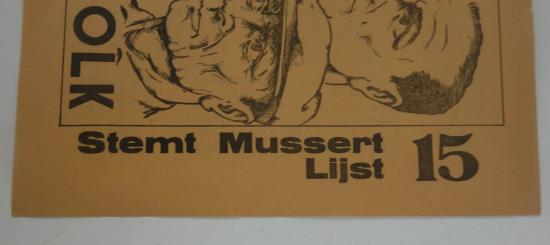 OLK
Stemt Mussert
Lijst 15